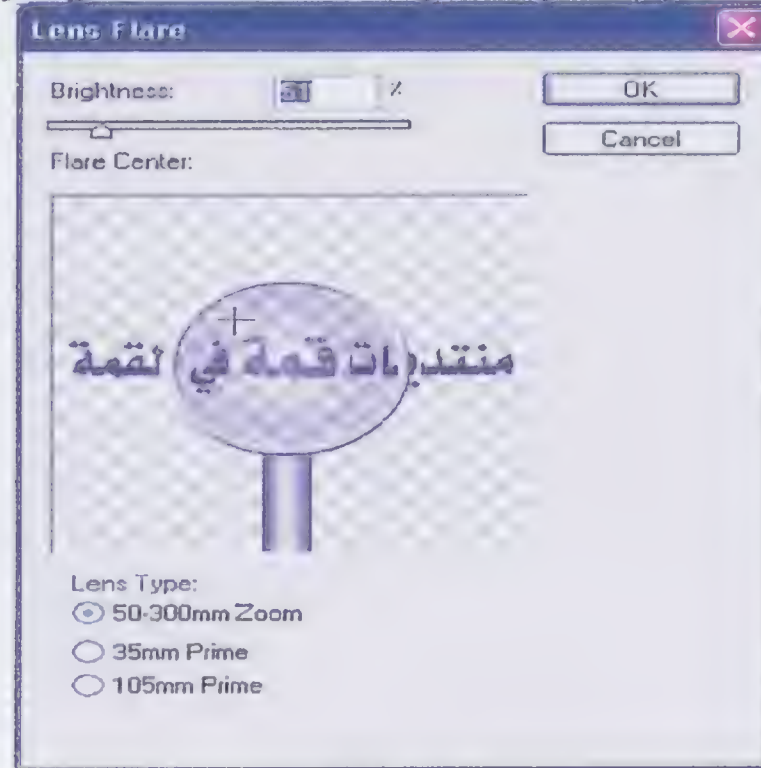 Lens Flare
Brightness: %
OK
Cancel
Flare Center:
منتديات قمة في لقمة
Lens Type:
50-300mm Zoom
35mm Prime
105mm Prime